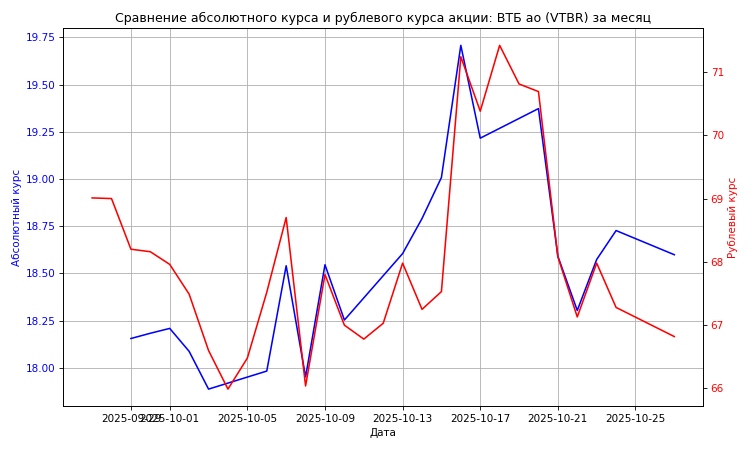 Сравнение абсолютного курса и рублевого курса акции: ВТБ ао (VTBR) за месяц
19.75
19.50
19.25
19.00
18.75
18.50
18.25
18.00
Абсолютный курс
71
70
69
68
67
66
Рублевый курс
2025-09-29 2025-10-01 2025-10-05 2025-10-09 2025-10-13 2025-10-17 2025-10-21 2025-10-25
Дата